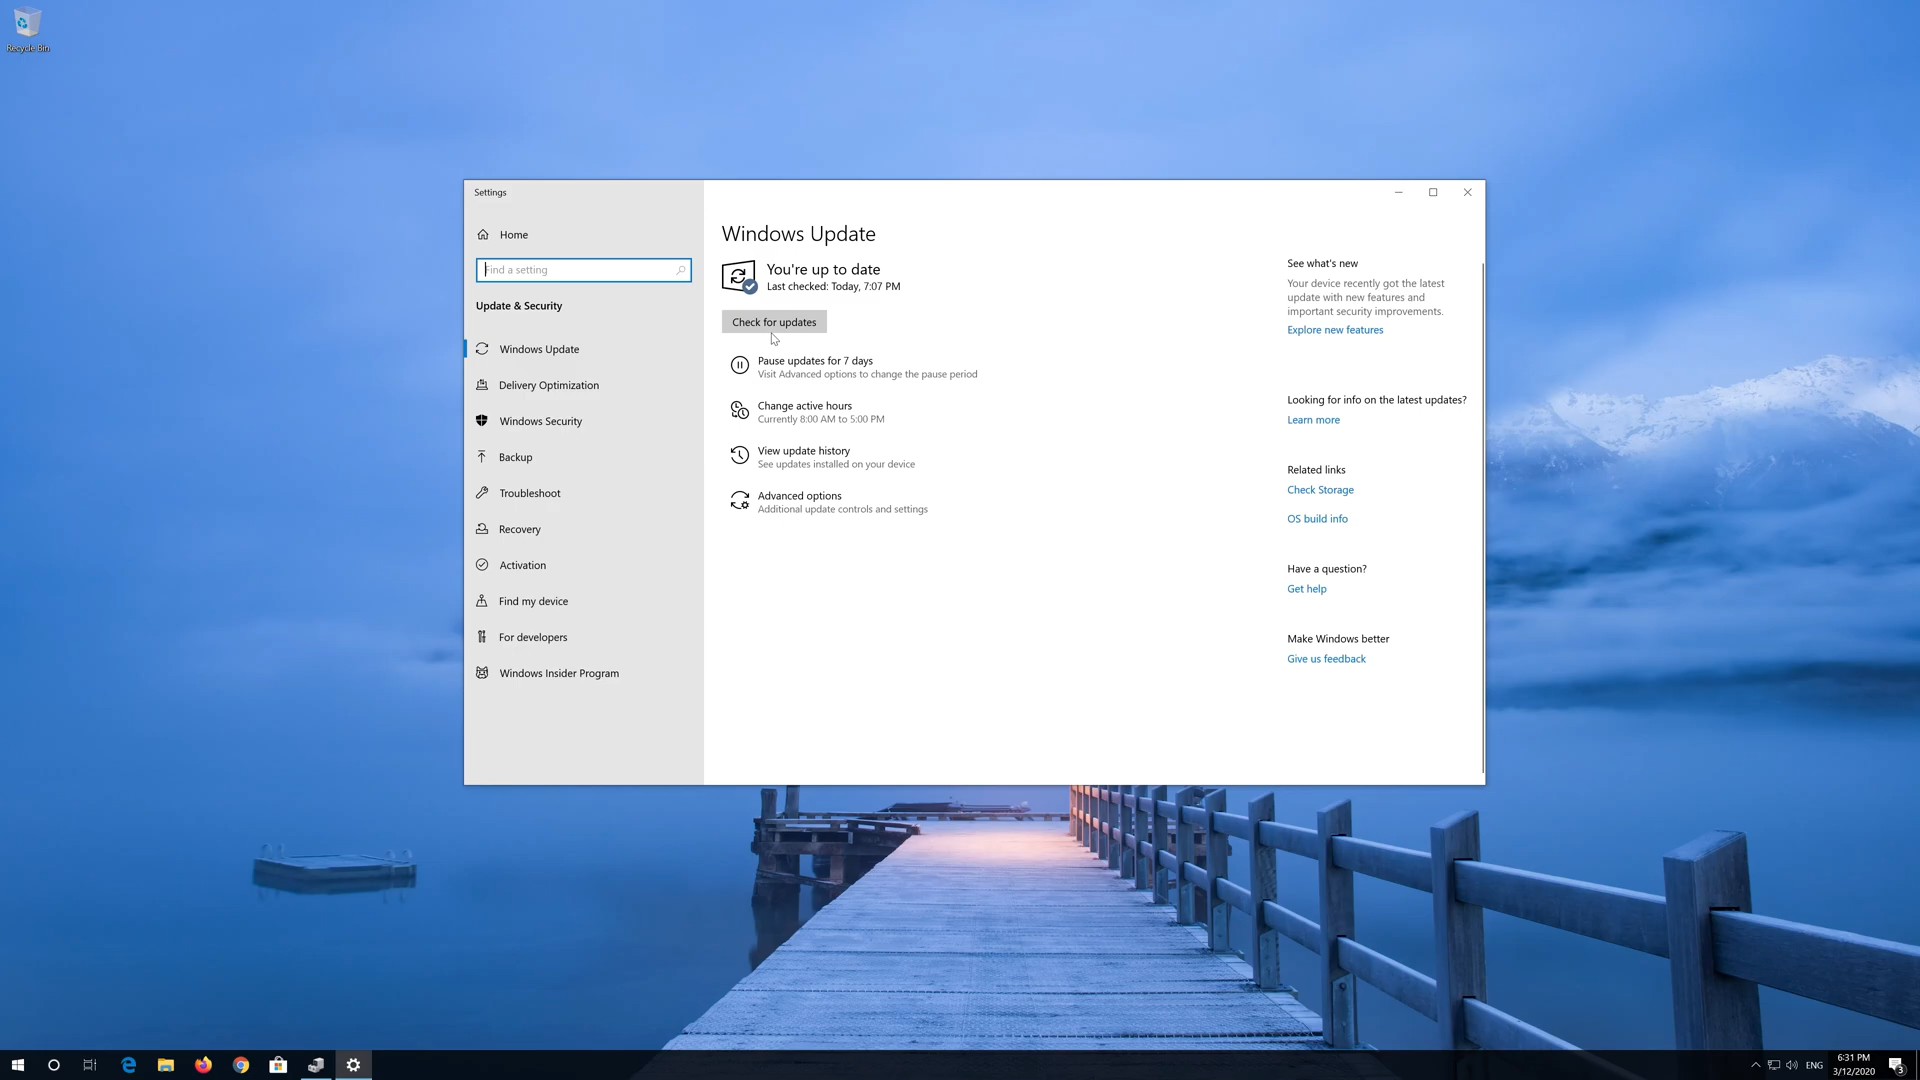 Recycle Bin
Settings
Home
Find a setting
Update & Security
Windows Update
Delivery Optimization
Windows Security
Backup
Troubleshoot
Recovery
Activation
Find my device
For developers
Windows Insider Program
Windows Update
You're up to date
Last checked: Today, 7:07 PM
Check for updates
Pause updates for 7 days
Visit Advanced options to change the pause period
Change active hours
Currently 8:00 AM to 5:00 PM
View update history
See updates installed on your device
Advanced options
Additional update controls and settings
See what's new
Your device recently got the latest
update with new features and
important security improvements.
Explore new features
Looking for info on the latest updates?
Learn more
Related links
Check Storage
OS build info
Have a question?
Get help
Make Windows better
Give us feedback
ENG
6:31 PM
3/12/2020
3